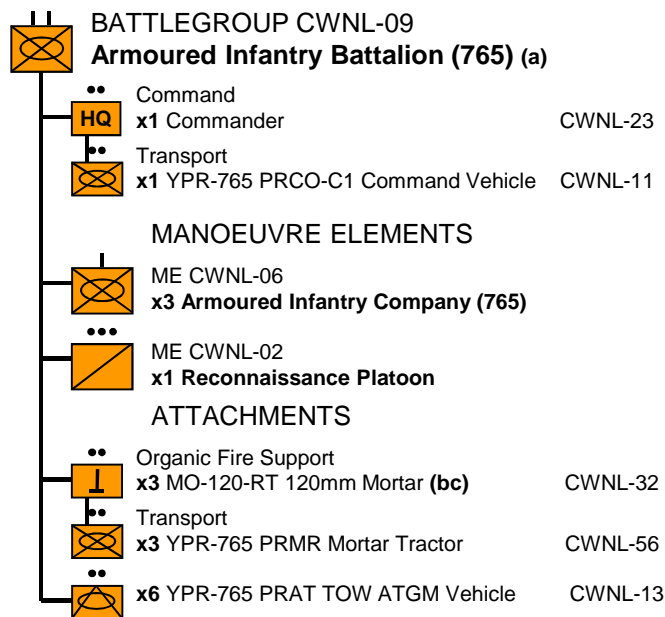 BATTLEGROUP CWNL-09
Armoured Infantry Battalion (765) (a)
Command
HQ x1 Commander CWNL-23
Transport
x1 YPR-765 PRCO-C1 Command Vehicle CWNL-11
MANOEUVRE ELEMENTS
ME CWNL-06
x3 Armoured Infantry Company (765)
ME CWNL-02
x1 Reconnaissance Platoon
ATTACHMENTS
Organic Fire Support
x3 MO-120-RT 120mm Mortar (bc) CWNL-32
Transport
x3 YPR-765 PRMR Mortar Tractor CWNL-56
x6 YPR-765 PRAT TOW ATGM Vehicle CWNL-13